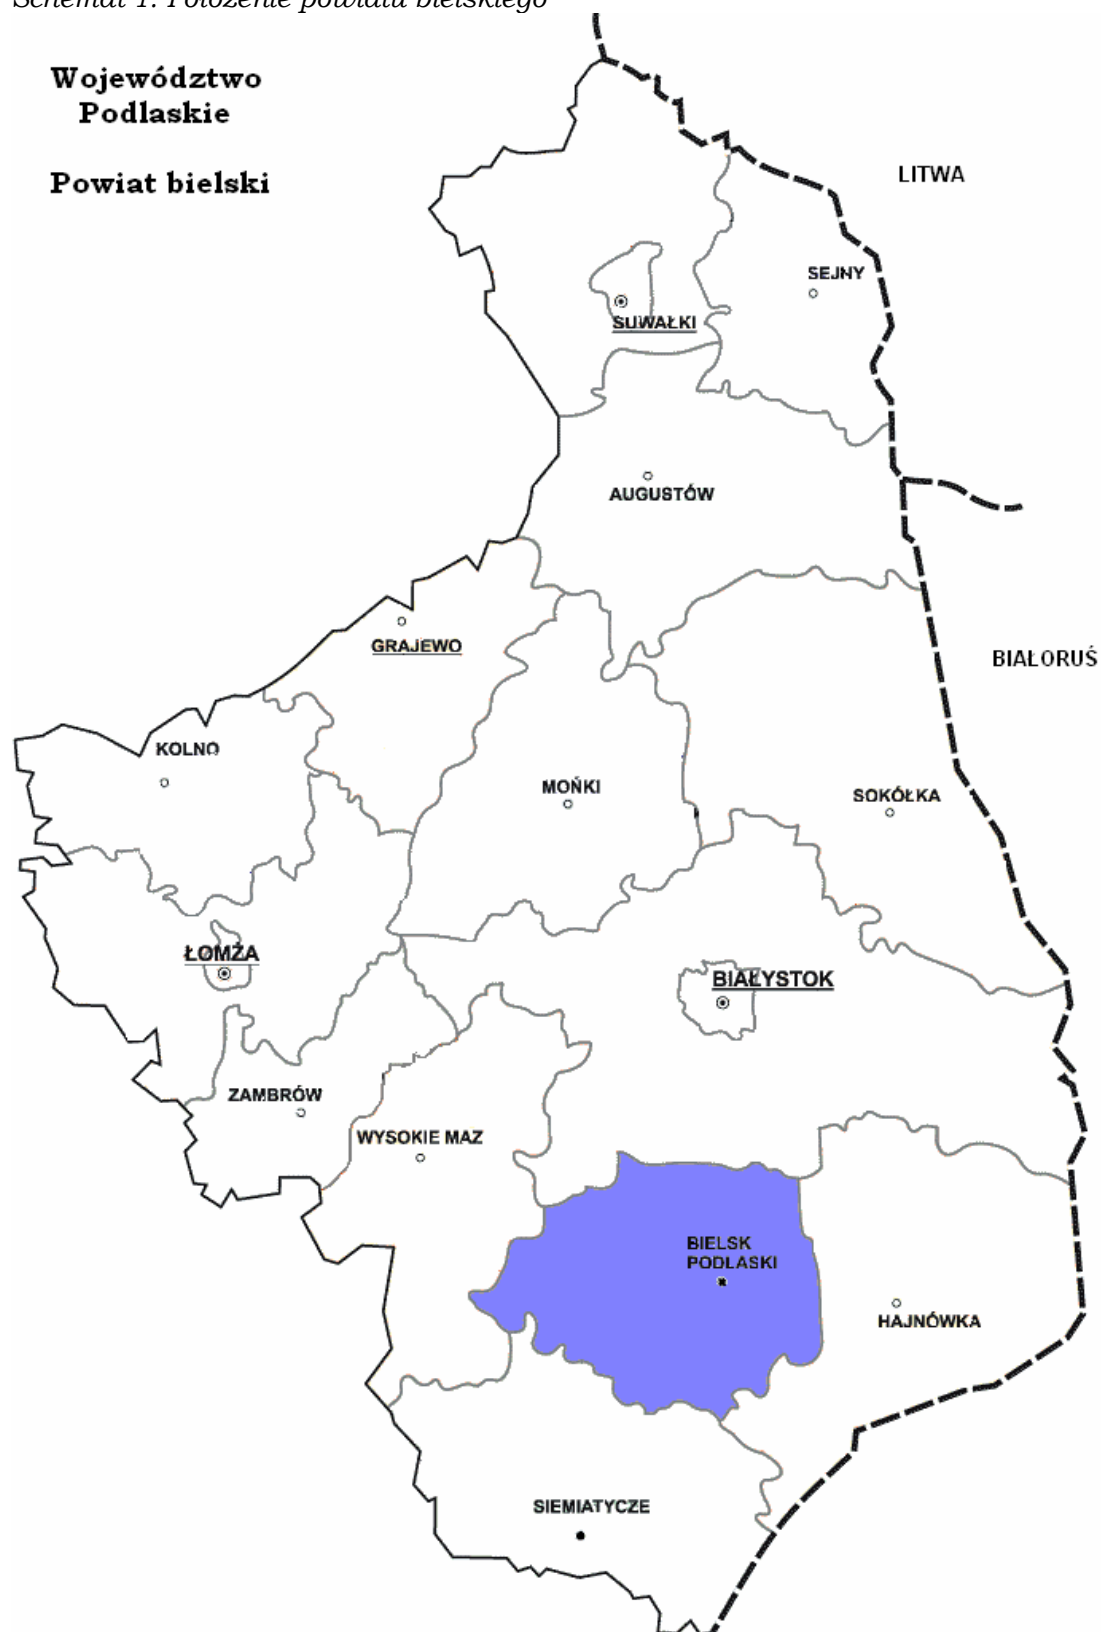 Schemat 1. Położenie powiatu bielskiego
Województwo
Podlaskie
Powiat bielski
LITWA
SEJNY
SUWAŁKI
AUGUSTÓW
GRAJEWO
BIAŁORUŚ
KOLNO
MOŃKI
SOKÓŁKA
ŁOMŻA
BIAŁYSTOK
ZAMBRÓW
WYSOKIE MAZ
BIELSK
PODLASKI
HAJNÓWKA
SIEMIATYCZE